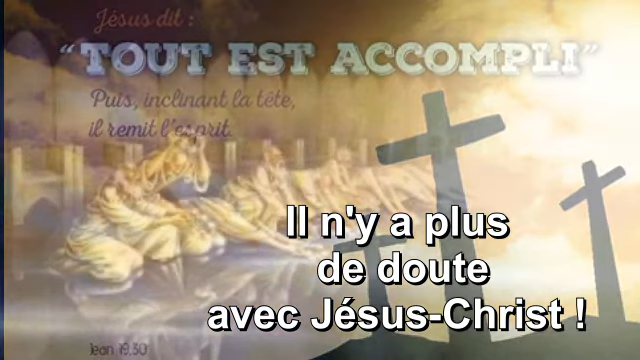 Jésus dit :
“TOUT EST ACCOMPLI”
Puis, inclinant la tête,
il remit l'esprit.
Il n'y a plus
de doute
avec Jésus-Christ !
Jean 19.30